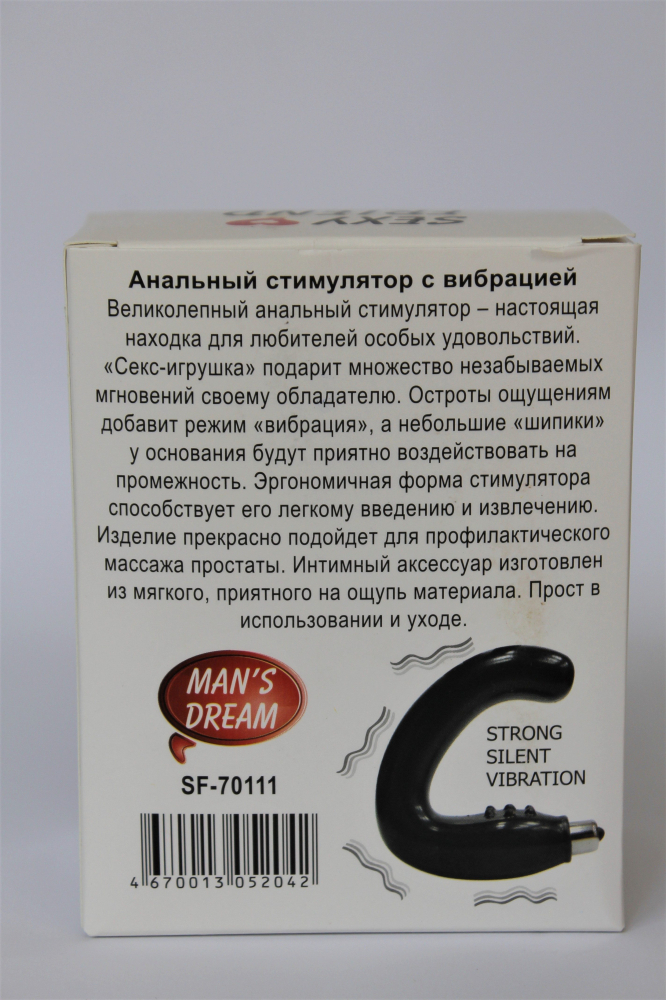 SEXY
FRIEND
Анальный стимулятор с вибрацией
Великолепный анальный стимулятор – настоящая
находка для любителей особых удовольствий.
«Секс-игрушка» подарит множество незабываемых
мгновений своему обладателю. Остроты ощущениям
добавит режим «вибрация», а небольшие «шипики»
у основания будут приятно воздействовать на
промежность. Эргономичная форма стимулятора
способствует его легкому введению и извлечению.
Изделие прекрасно подойдет для профилактического
массажа простаты. Интимный аксессуар изготовлен
из мягкого, приятного на ощупь материала. Прост в
использовании и уходе.
MAN'S
DREAM
SF-70111
4 670013 052042
STRONG
SILENT
VIBRATION